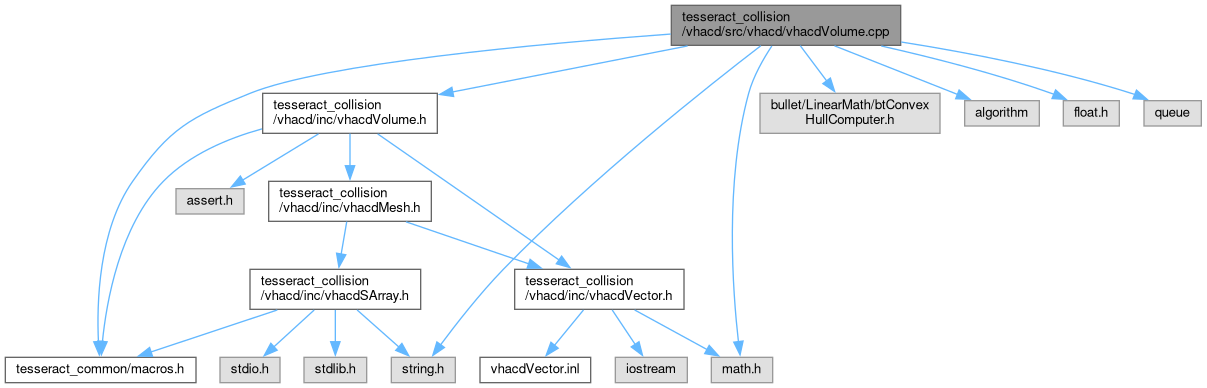 tesseract_collision
/vhacd/src/vhacd/vhacdVolume.cpp
tesseract_collision
/vhacd/inc/vhacdVolume.h
bullet/LinearMath/btConvex
HullComputer.h
algorithm
float.h
queue
assert.h
tesseract_collision
/vhacd/inc/vhacdMesh.h
tesseract_collision
/vhacd/inc/vhacdSArray.h
tesseract_collision
/vhacd/inc/vhacdVector.h
tesseract_common/macros.h
stdio.h
stdlib.h
string.h
vhacdVector.inl
iostream
math.h